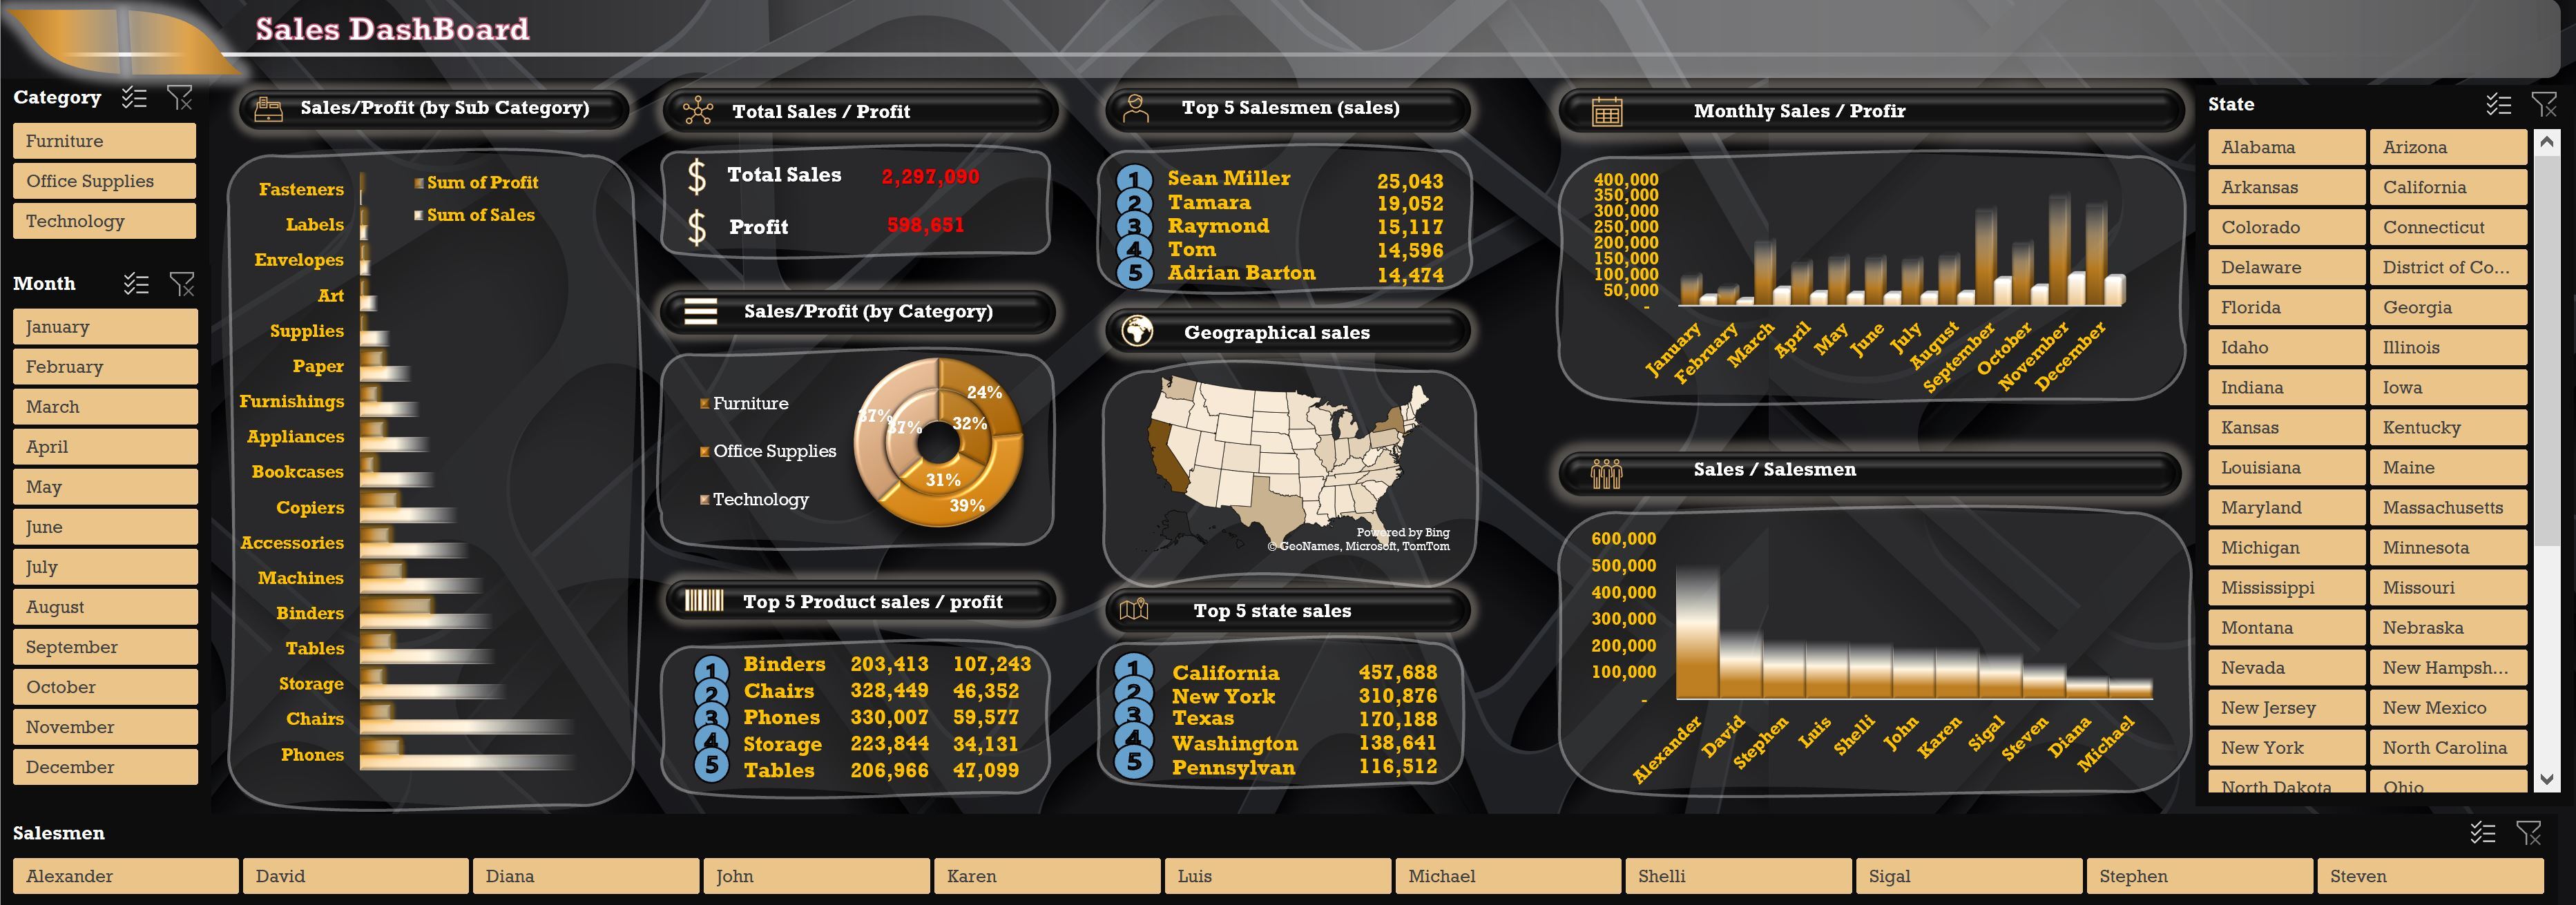 Sales DashBoard
Category
Furniture
Office Supplies
Technology
Month
January
February
March
April
May
June
July
August
September
October
November
December
Sales/Profit (by Sub Category)
Sum of Profit
Sum of Sales
Fasteners
Labels
Envelopes
Art
Supplies
Paper
Furnishings
Appliances
Bookcases
Copiers
Accessories
Machines
Binders
Tables
Storage
Chairs
Phones
Total Sales / Profit
$ Total Sales 2,297,090
$ Profit 598,651
Sales/Profit (by Category)
Furniture
Office Supplies
Technology
24%
32%
37%
37%
31%
39%
Top 5 Product sales / profit
1 Binders 203,413 107,243
2 Chairs 328,449 46,352
3 Phones 330,007 59,577
4 Storage 223,844 34,131
5 Tables 206,966 47,099
Top 5 Salesmen (sales)
1 Sean Miller 25,043
2 Tamara 19,052
3 Raymond 15,117
4 Tom 14,596
5 Adrian Barton 14,474
Geographical sales
Powered by Bing
© GeoNames, Microsoft, TomTom
Top 5 state sales
1 California 457,688
2 New York 310,876
3 Texas 170,188
4 Washington 138,641
5 Pennsylvan 116,512
Monthly Sales / Profir
400,000
350,000
300,000
250,000
200,000
150,000
100,000
50,000
-
January
February
March
April
May
June
July
August
September
October
November
December
Sales / Salesmen
600,000
500,000
400,000
300,000
200,000
100,000
-
Alexander
David
Stephen
Luis
Shelli
John
Karen
Sigal
Steven
Diana
Michael
State
Alabama Arizona
Arkansas California
Colorado Connecticut
Delaware District of Co...
Florida Georgia
Idaho Illinois
Indiana Iowa
Kansas Kentucky
Louisiana Maine
Maryland Massachusetts
Michigan Minnesota
Mississippi Missouri
Montana Nebraska
Nevada New Hampsh...
New Jersey New Mexico
New York North Carolina
North Dakota Ohio
Salesmen
Alexander David Diana John Karen Luis Michael Shelli Sigal Stephen Steven